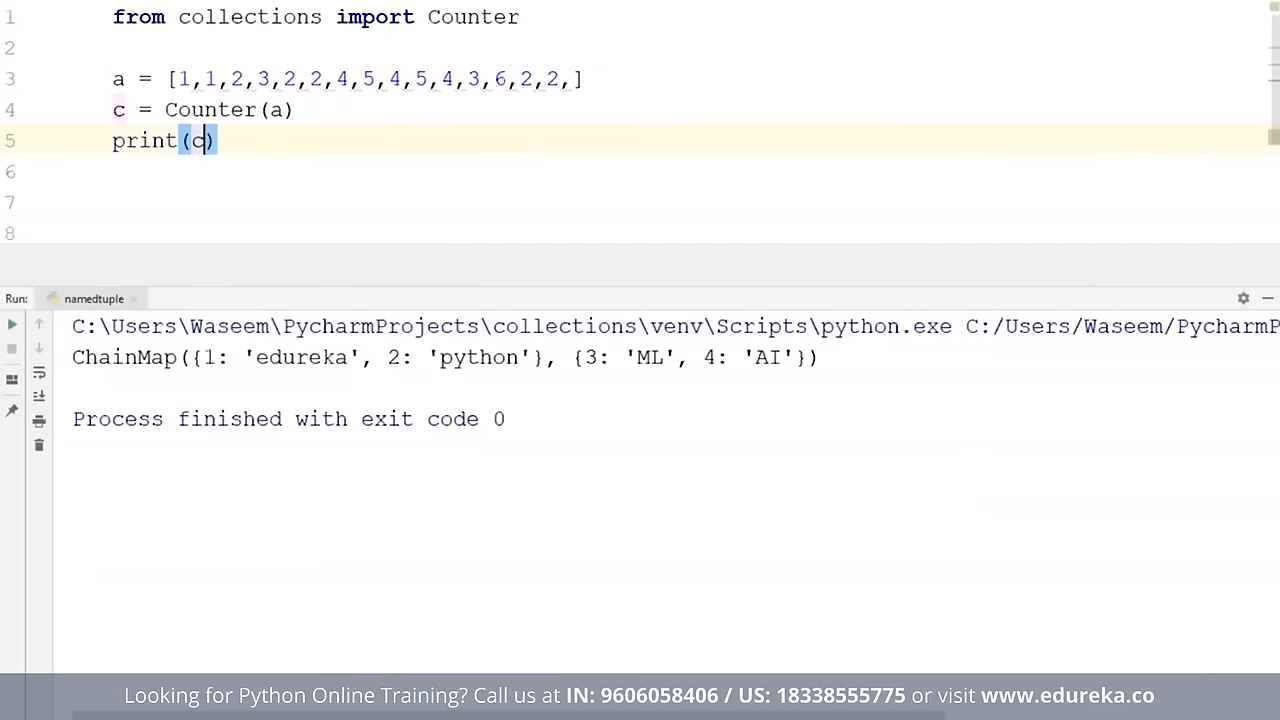 1 from collections import Counter
2
3 a = [1,1,2,3,2,2,4,5,4,5,4,3,6,2,2,]
4 c = Counter(a)
5 print(c)
6
7
8
Run: namedtuple
C:\Users\Waseem\PycharmProjects\collections\venv\Scripts\python.exe C:/Users/Waseem/PycharmP
ChainMap({1: 'edureka', 2: 'python'}, {3: 'ML', 4: 'AI'})
Process finished with exit code 0
Looking for Python Online Training? Call us at IN: 9606058406 / US: 18338555775 or visit www.edureka.co